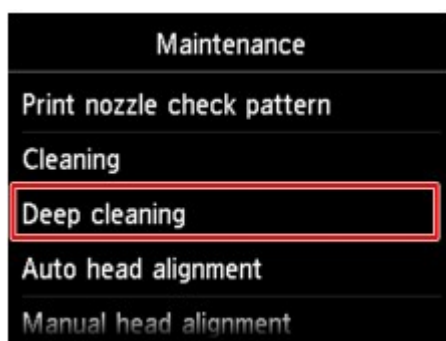 Maintenance
Print nozzle check pattern
Cleaning
Deep cleaning
Auto head alignment
Manual head alignment